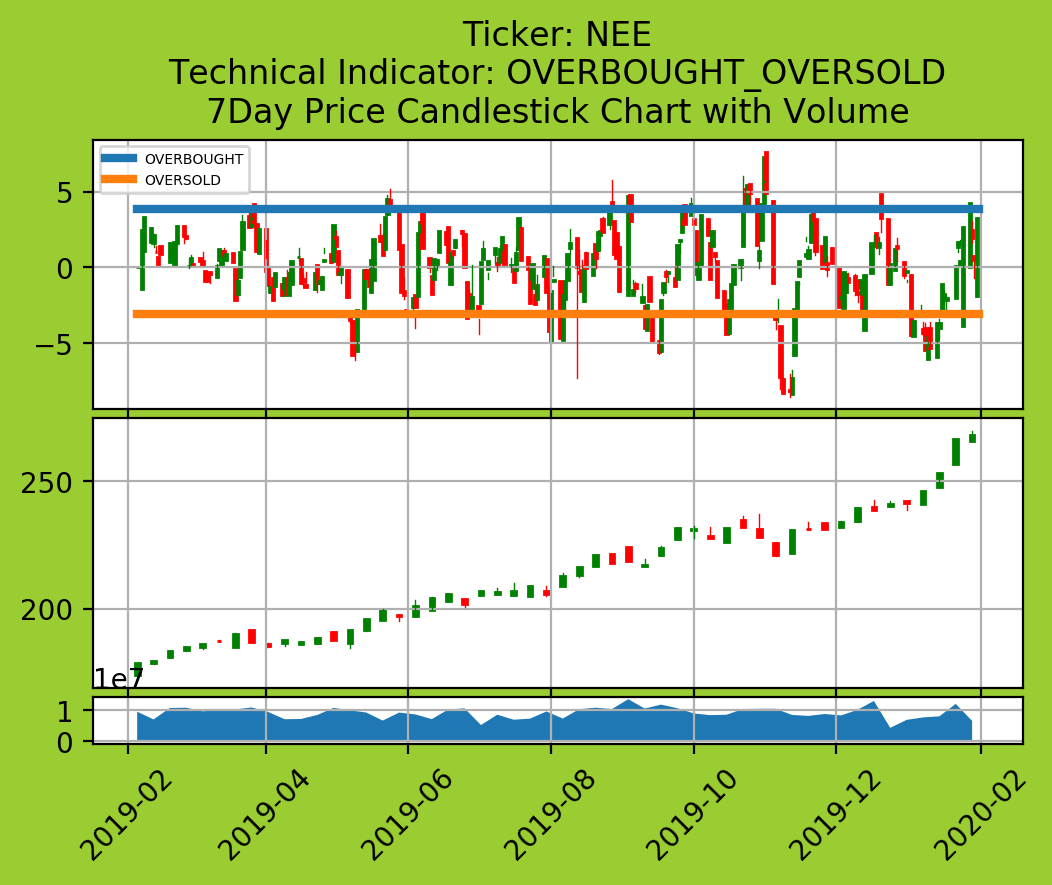 Ticker: NEE
Technical Indicator: OVERBOUGHT_OVERSOLD
7Day Price Candlestick Chart with Volume
OVERBOUGHT
OVERSOLD
5
0
−5
250
200
1e7
1
0
2019-02 2019-04 2019-06 2019-08 2019-10 2019-12 2020-02